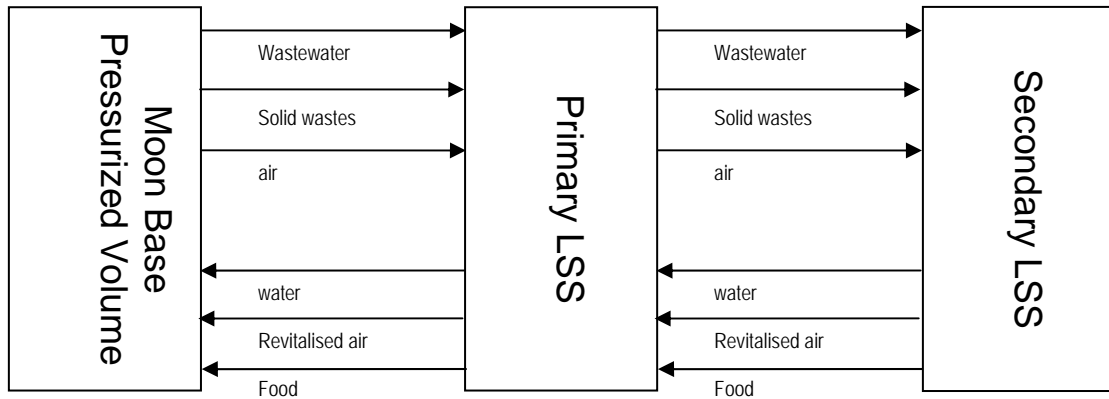 Moon Base
Pressurized Volume
Wastewater
Solid wastes
air
water
Revitalised air
Food
Primary LSS
Wastewater
Solid wastes
air
water
Revitalised air
Food
Secondary LSS